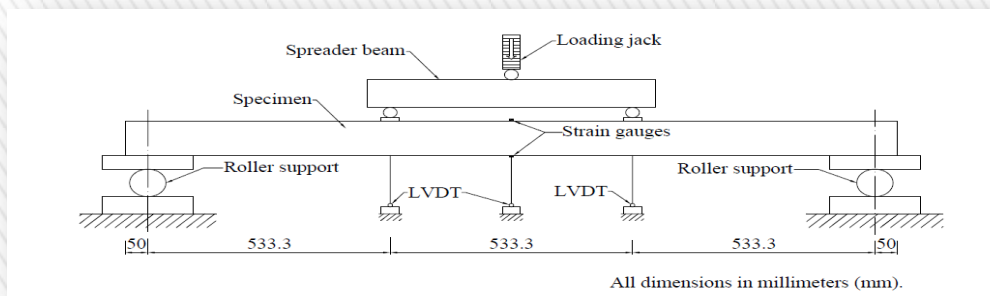 Loading jack
Spreader beam
Specimen
Strain gauges
Roller support
Roller support
LVDT
LVDT
50
533.3
533.3
533.3
50
All dimensions in millimeters (mm).